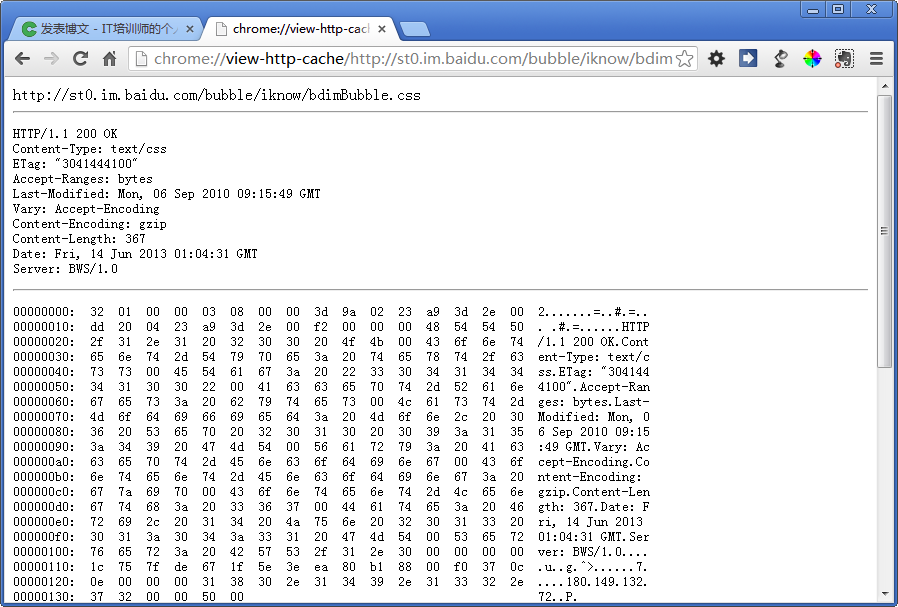 发表博文 - IT培训师的个人
chrome://view-http-cac
chrome://view-http-cache/http://st0.im.baidu.com/bubble/iknow/bdim
http://st0.im.baidu.com/bubble/iknow/bdimBubble.css
HTTP/1.1 200 OK
Content-Type: text/css
ETag: "3041444100"
Accept-Ranges: bytes
Last-Modified: Mon, 06 Sep 2010 09:15:49 GMT
Vary: Accept-Encoding
Content-Encoding: gzip
Content-Length: 367
Date: Fri, 14 Jun 2013 01:04:31 GMT
Server: BWS/1.0
00000000: 32 01 00 00 03 08 00 00 3d 9a 02 23 a9 3d 2e 00 2.......=..#.=..
00000010: dd 20 04 23 a9 3d 2e 00 f2 00 00 00 48 54 54 50 . .#.=......HTTP
00000020: 2f 31 2e 31 20 32 30 30 20 4f 4b 00 43 6f 6e 74 /1.1 200 OK.Cont
00000030: 65 6e 74 2d 54 79 70 65 3a 20 74 65 78 74 2f 63 ent-Type: text/c
00000040: 73 73 00 45 54 61 67 3a 20 22 33 30 34 31 34 34 ss.ETag: "304144
00000050: 34 31 30 30 22 00 41 63 63 65 70 74 2d 52 61 6e 4100".Accept-Ran
00000060: 67 65 73 3a 20 62 79 74 65 73 00 4c 61 73 74 2d ges: bytes.Last-
00000070: 4d 6f 64 69 66 69 65 64 3a 20 4d 6f 6e 2c 20 30 Modified: Mon, 0
00000080: 36 20 53 65 70 20 32 30 31 30 20 30 39 3a 31 35 6 Sep 2010 09:15
00000090: 3a 34 39 20 47 4d 54 00 56 61 72 79 3a 20 41 63 :49 GMT.Vary: Ac
000000a0: 63 65 70 74 2d 45 6e 63 6f 64 69 6e 67 00 43 6f cept-Encoding.Co
000000b0: 6e 74 65 6e 74 2d 45 6e 63 6f 64 69 6e 67 3a 20 ntent-Encoding: 
000000c0: 67 7a 69 70 00 43 6f 6e 74 65 6e 74 2d 4c 65 6e gzip.Content-Len
000000d0: 67 74 68 3a 20 33 36 37 00 44 61 74 65 3a 20 46 gth: 367.Date: F
000000e0: 72 69 2c 20 31 34 20 4a 75 6e 20 32 30 31 33 20 ri, 14 Jun 2013 
000000f0: 30 31 3a 30 34 3a 33 31 20 47 4d 54 00 53 65 72 01:04:31 GMT.Ser
00000100: 76 65 72 3a 20 42 57 53 2f 31 2e 30 00 00 00 00 ver: BWS/1.0....
00000110: 1c 75 7f de 67 1f 5e 3e ea 80 b1 88 00 f0 37 0c .u..g.^>......7.
00000120: 0e 00 00 00 31 38 30 2e 31 34 39 2e 31 33 32 2e ....180.149.132.
00000130: 37 32 00 00 50 00 72..P.